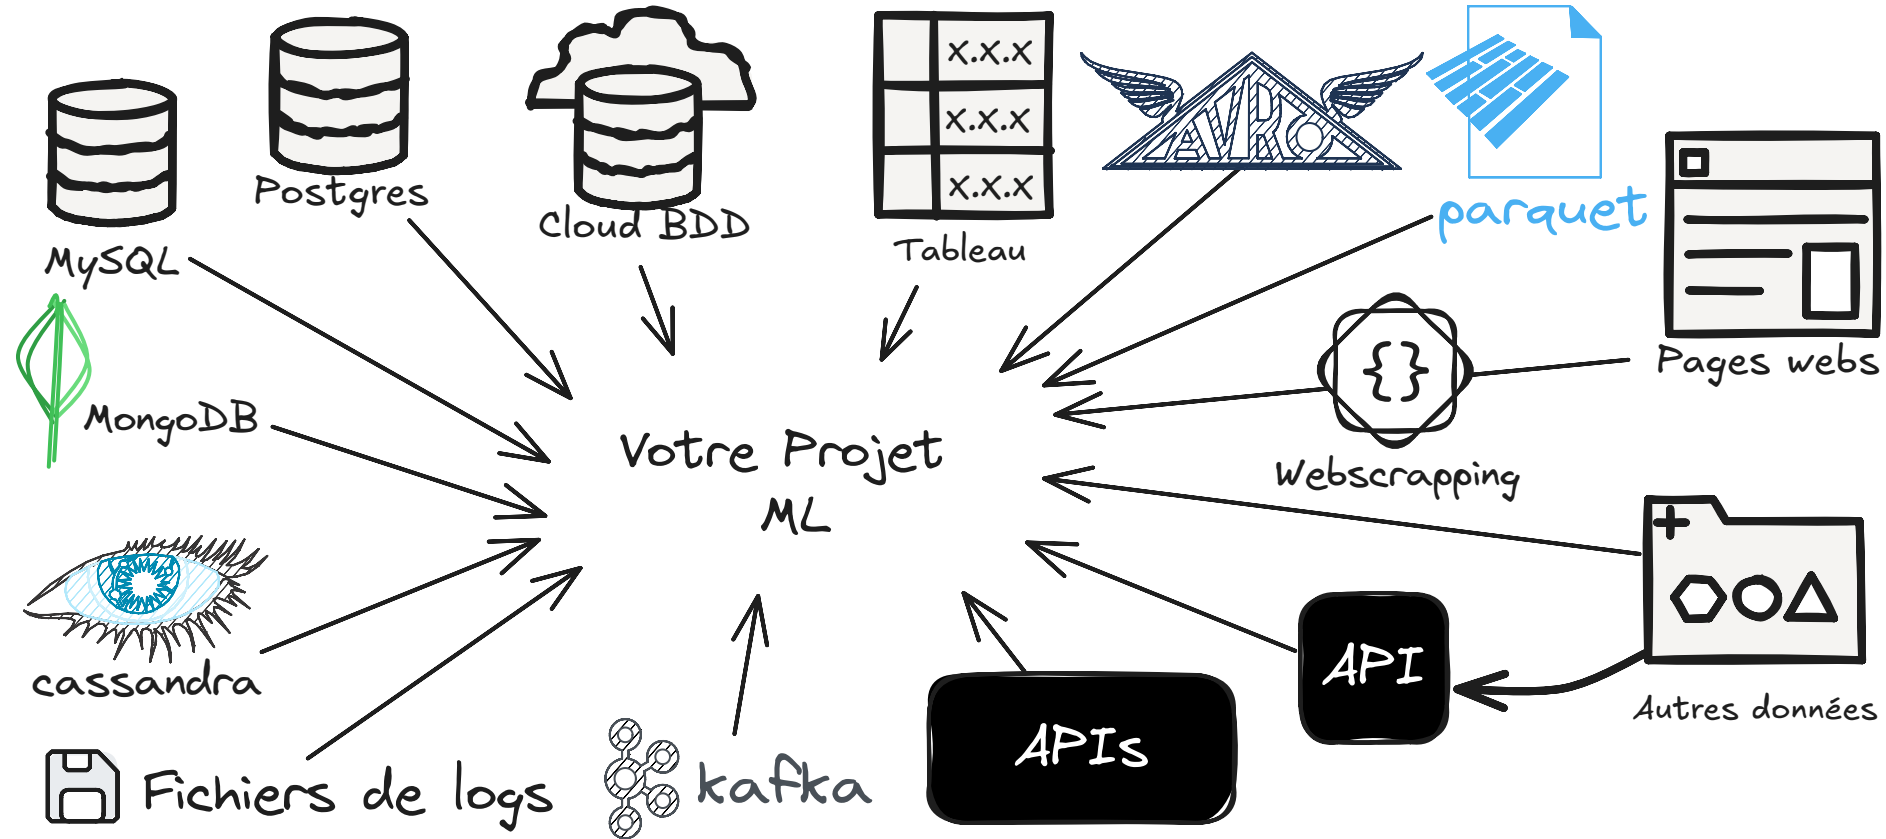 Postgres
Cloud BDD
x.x.x
x.x.x
x.x.x
Tableau
AVRO
parquet
MySQL
Pages webs
MongoDB
Votre Projet
ML
{}
Webscrapping
cassandra
API
Autres données
Fichiers de logs
kafka
APIs